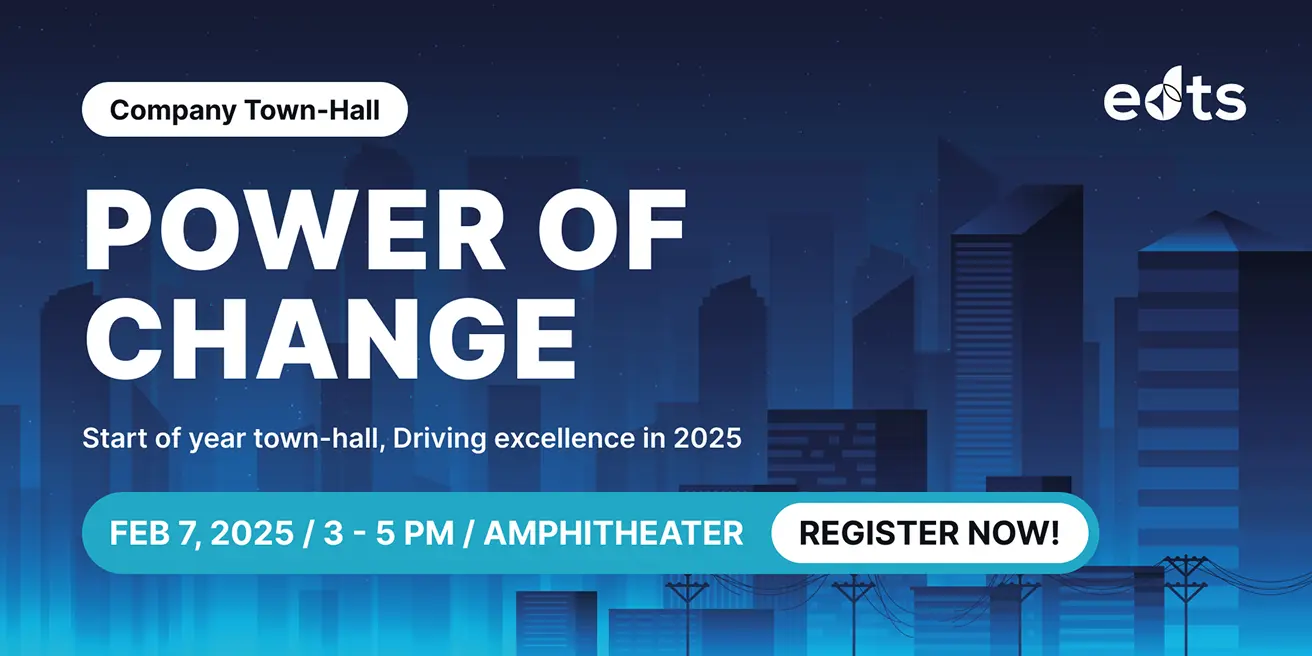 Company Town-Hall
edts
POWER OF
CHANGE
Start of year town-hall, Driving excellence in 2025
FEB 7, 2025 / 3 - 5 PM / AMPHITHEATER
REGISTER NOW!